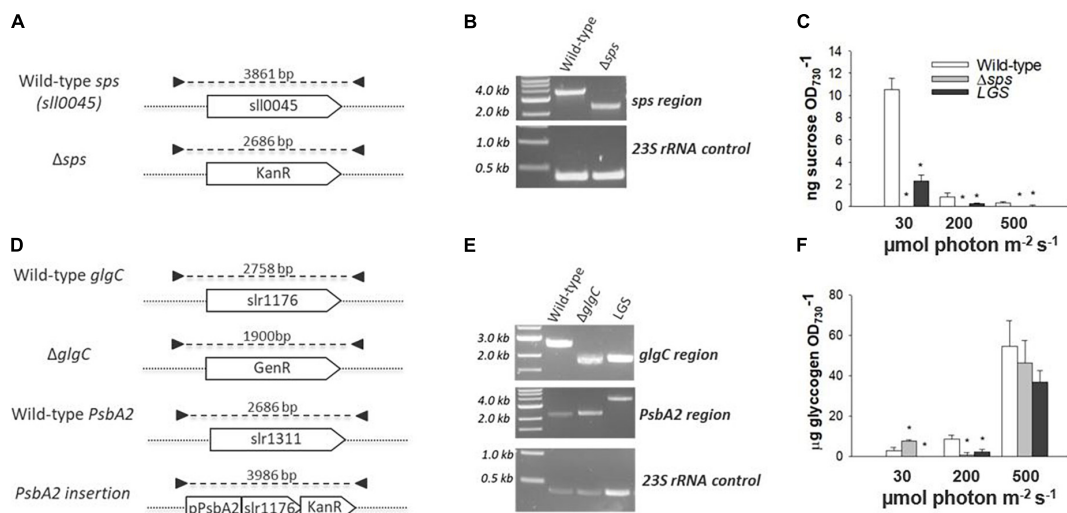 A
Wild-type sps
(sll0045)
3861 bp
sll0045
Δsps
2686 bp
KanR
B
Wild-type
Δsps
4.0 kb
2.0 kb
sps region
1.0 kb
0.5 kb
23S rRNA control
C
ng sucrose OD730-1
14
12
10
8
6
4
2
0
Wild-type
Δsps
LGS
*
*
*
*
*
*
30
200
500
µmol photon m-2 s-1
D
Wild-type glgC
2758 bp
slr1176
ΔglgC
1900bp
GenR
Wild-type PsbA2
2686 bp
slr1311
PsbA2 insertion
3986 bp
pPsbA2
slr1176
KanR
E
Wild-type
ΔglgC
LGS
3.0 kb
2.0 kb
glgC region
4.0 kb
2.0 kb
PsbA2 region
1.0 kb
0.5 kb
23S rRNA control
F
µg glyccogen OD730-1
80
60
40
20
0
*
*
*
*
30
200
500
µmol photon m-2 s-1